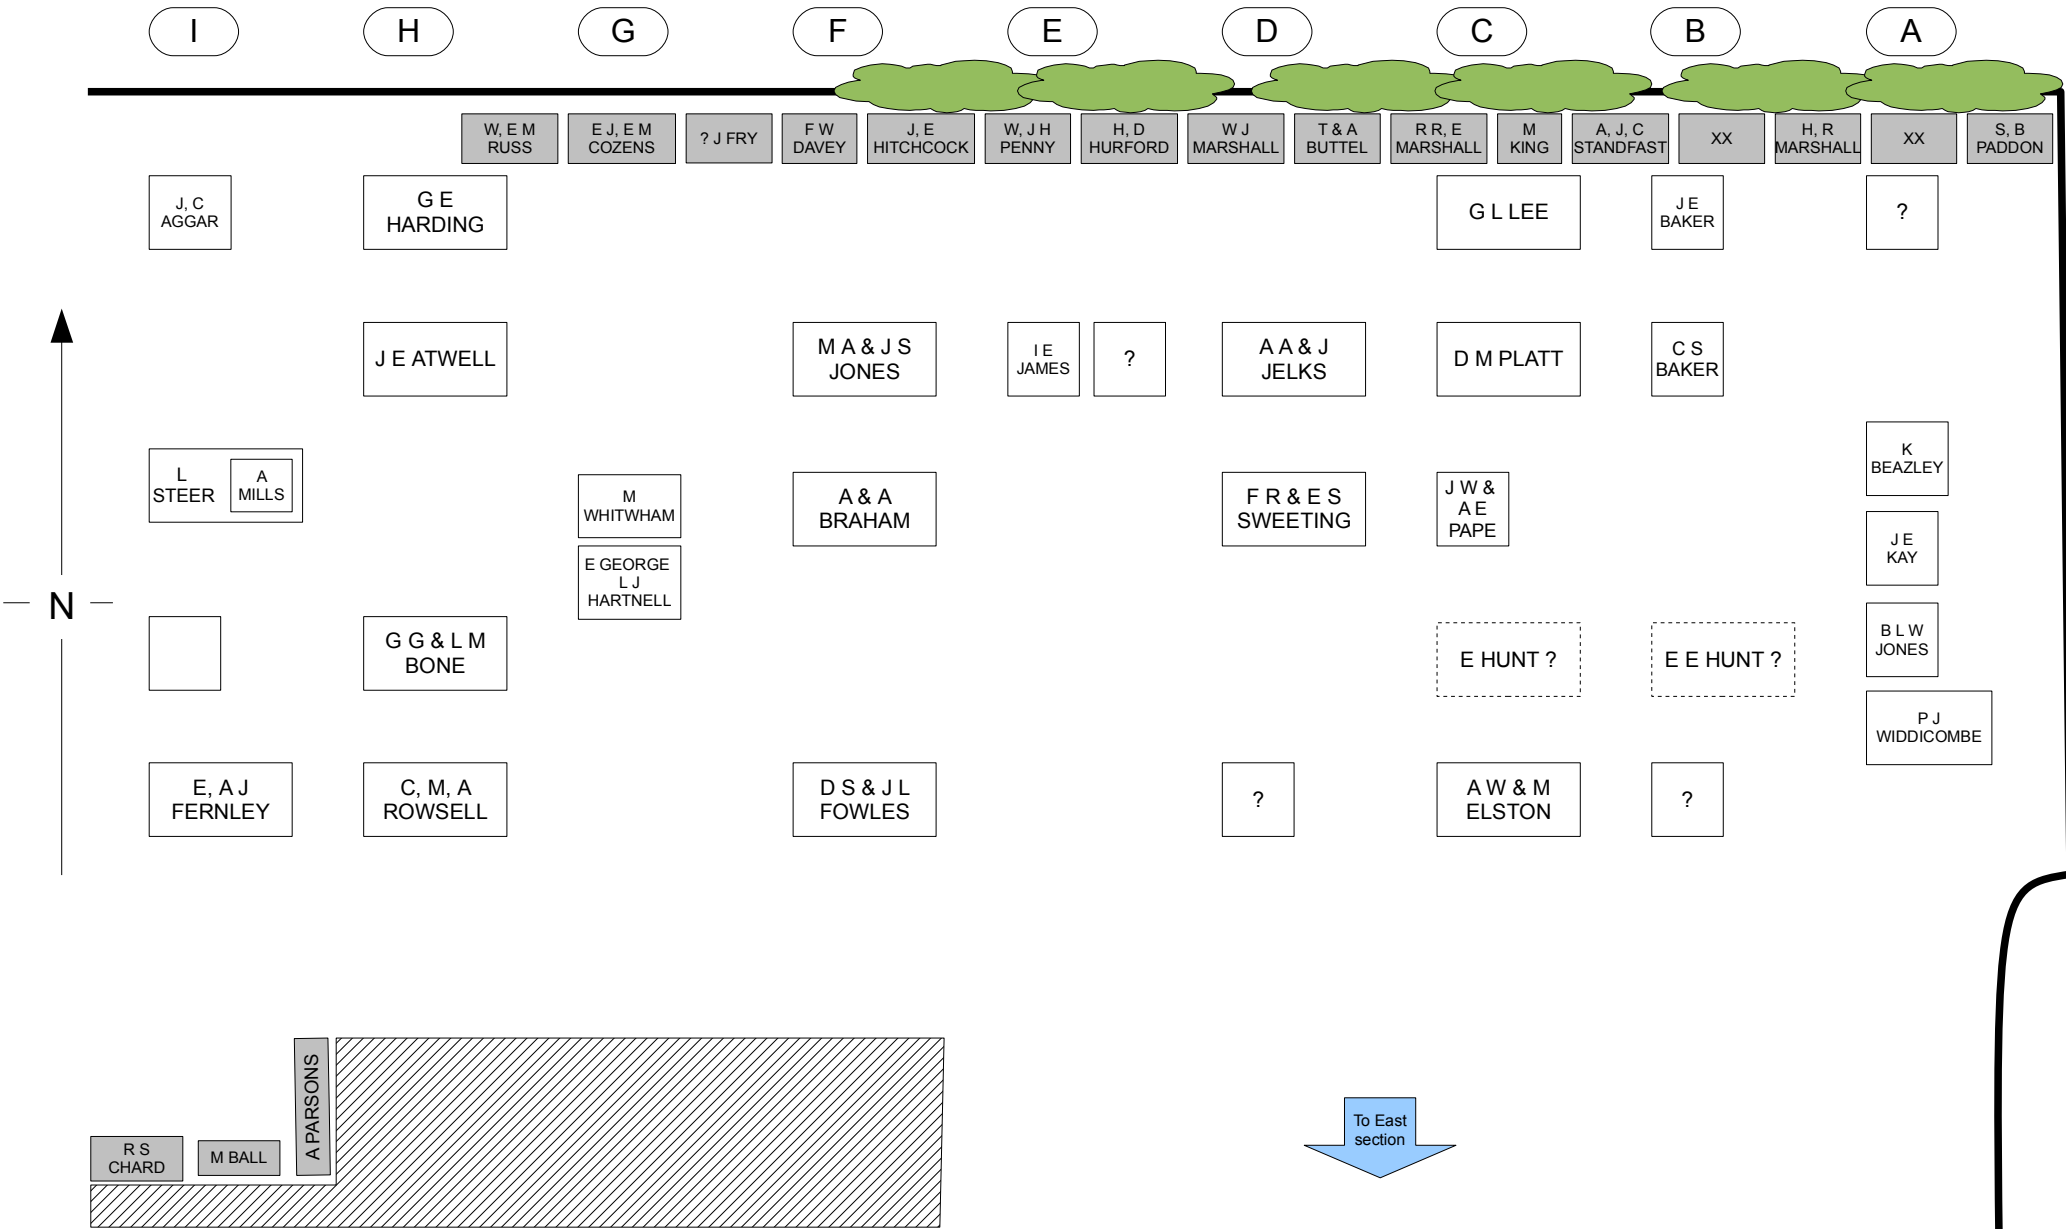 I H G F E D C B A
W, E M
RUSS
E J, E M
COZENS
? J FRY
F W
DAVEY
J, E
HITCHCOCK
W, J H
PENNY
H, D
HURFORD
W J
MARSHALL
T & A
BUTTEL
R R, E
MARSHALL
M
KING
A, J, C
STANDFAST
XX
H, R
MARSHALL
XX
S, B
PADDON
J, C
AGGAR
G E
HARDING
G L LEE
J E
BAKER
?
J E ATWELL
M A & J S
JONES
I E
JAMES
?
A A & J
JELKS
D M PLATT
C S
BAKER
K
BEAZLEY
L
STEER
A
MILLS
M
WHITWHAM
A & A
BRAHAM
F R & E S
SWEETING
J W &
A E
PAPE
J E
KAY
E GEORGE
L J
HARTNELL
N
G G & L M
BONE
E HUNT ?
E E HUNT ?
B L W
JONES
P J
WIDDICOMBE
E, A J
FERNLEY
C, M, A
ROWSELL
D S & J L
FOWLES
?
A W & M
ELSTON
?
A PARSONS
R S
CHARD
M BALL
To East
section